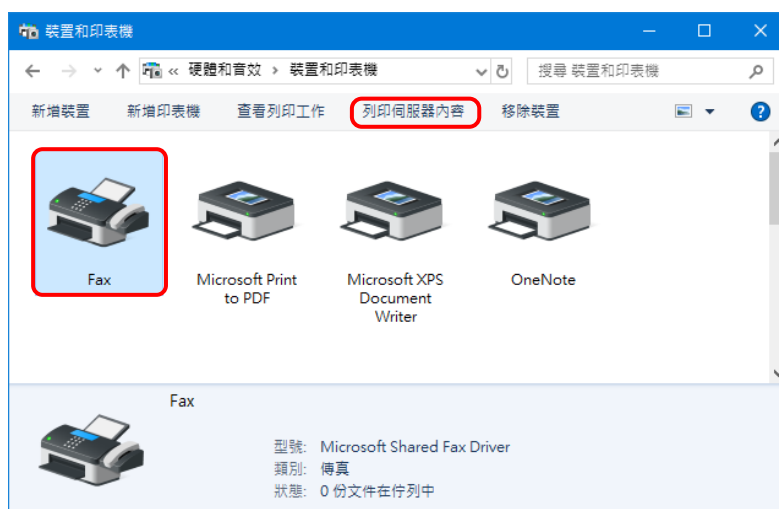 裝置和印表機
« 硬體和音效 › 裝置和印表機
搜尋 裝置和印表機
新增裝置 新增印表機 查看列印工作 列印伺服器內容 移除裝置
Fax
Microsoft Print
to PDF
Microsoft XPS
Document
Writer
OneNote
Fax
型號: Microsoft Shared Fax Driver
類別: 傳真
狀態: 0 份文件在佇列中